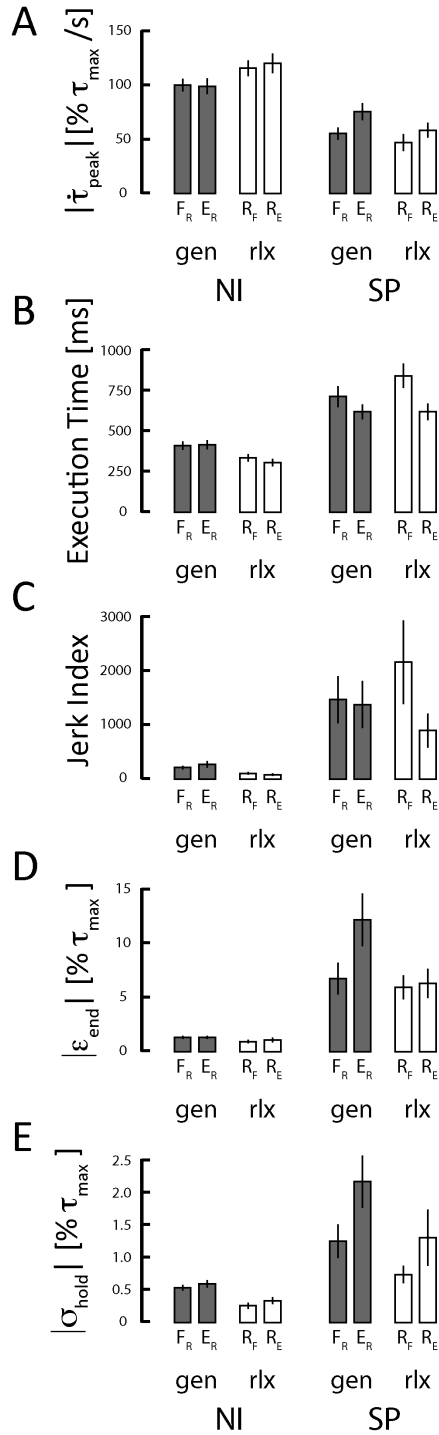 A
|τ̇peak| [% τmax /s]
150
100
50
0
FR ER RF RE FR ER RF RE
gen rlx gen rlx
NI SP
B
Execution Time [ms]
1000
750
500
250
0
FR ER RF RE FR ER RF RE
gen rlx gen rlx
C
Jerk Index
3000
2000
1000
0
FR ER RF RE FR ER RF RE
gen rlx gen rlx
D
|εend| [% τmax]
15
10
5
0
FR ER RF RE FR ER RF RE
gen rlx gen rlx
E
|σhold| [% τmax]
2.5
2.0
1.5
1.0
0.5
0
FR ER RF RE FR ER RF RE
gen rlx gen rlx
NI SP